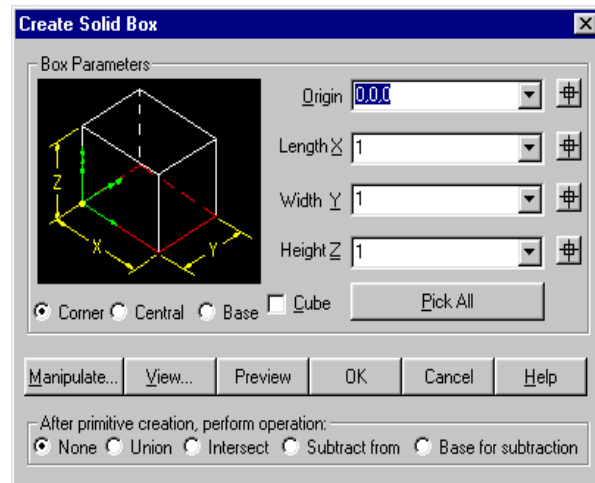 Create Solid Box
Box Parameters
Origin 0,0,0
Length X 1
Width Y 1
Height Z 1
Z
X
Y
Corner Central Base Cube Pick All
Manipulate... View... Preview OK Cancel Help
After primitive creation, perform operation:
None Union Intersect Subtract from Base for subtraction